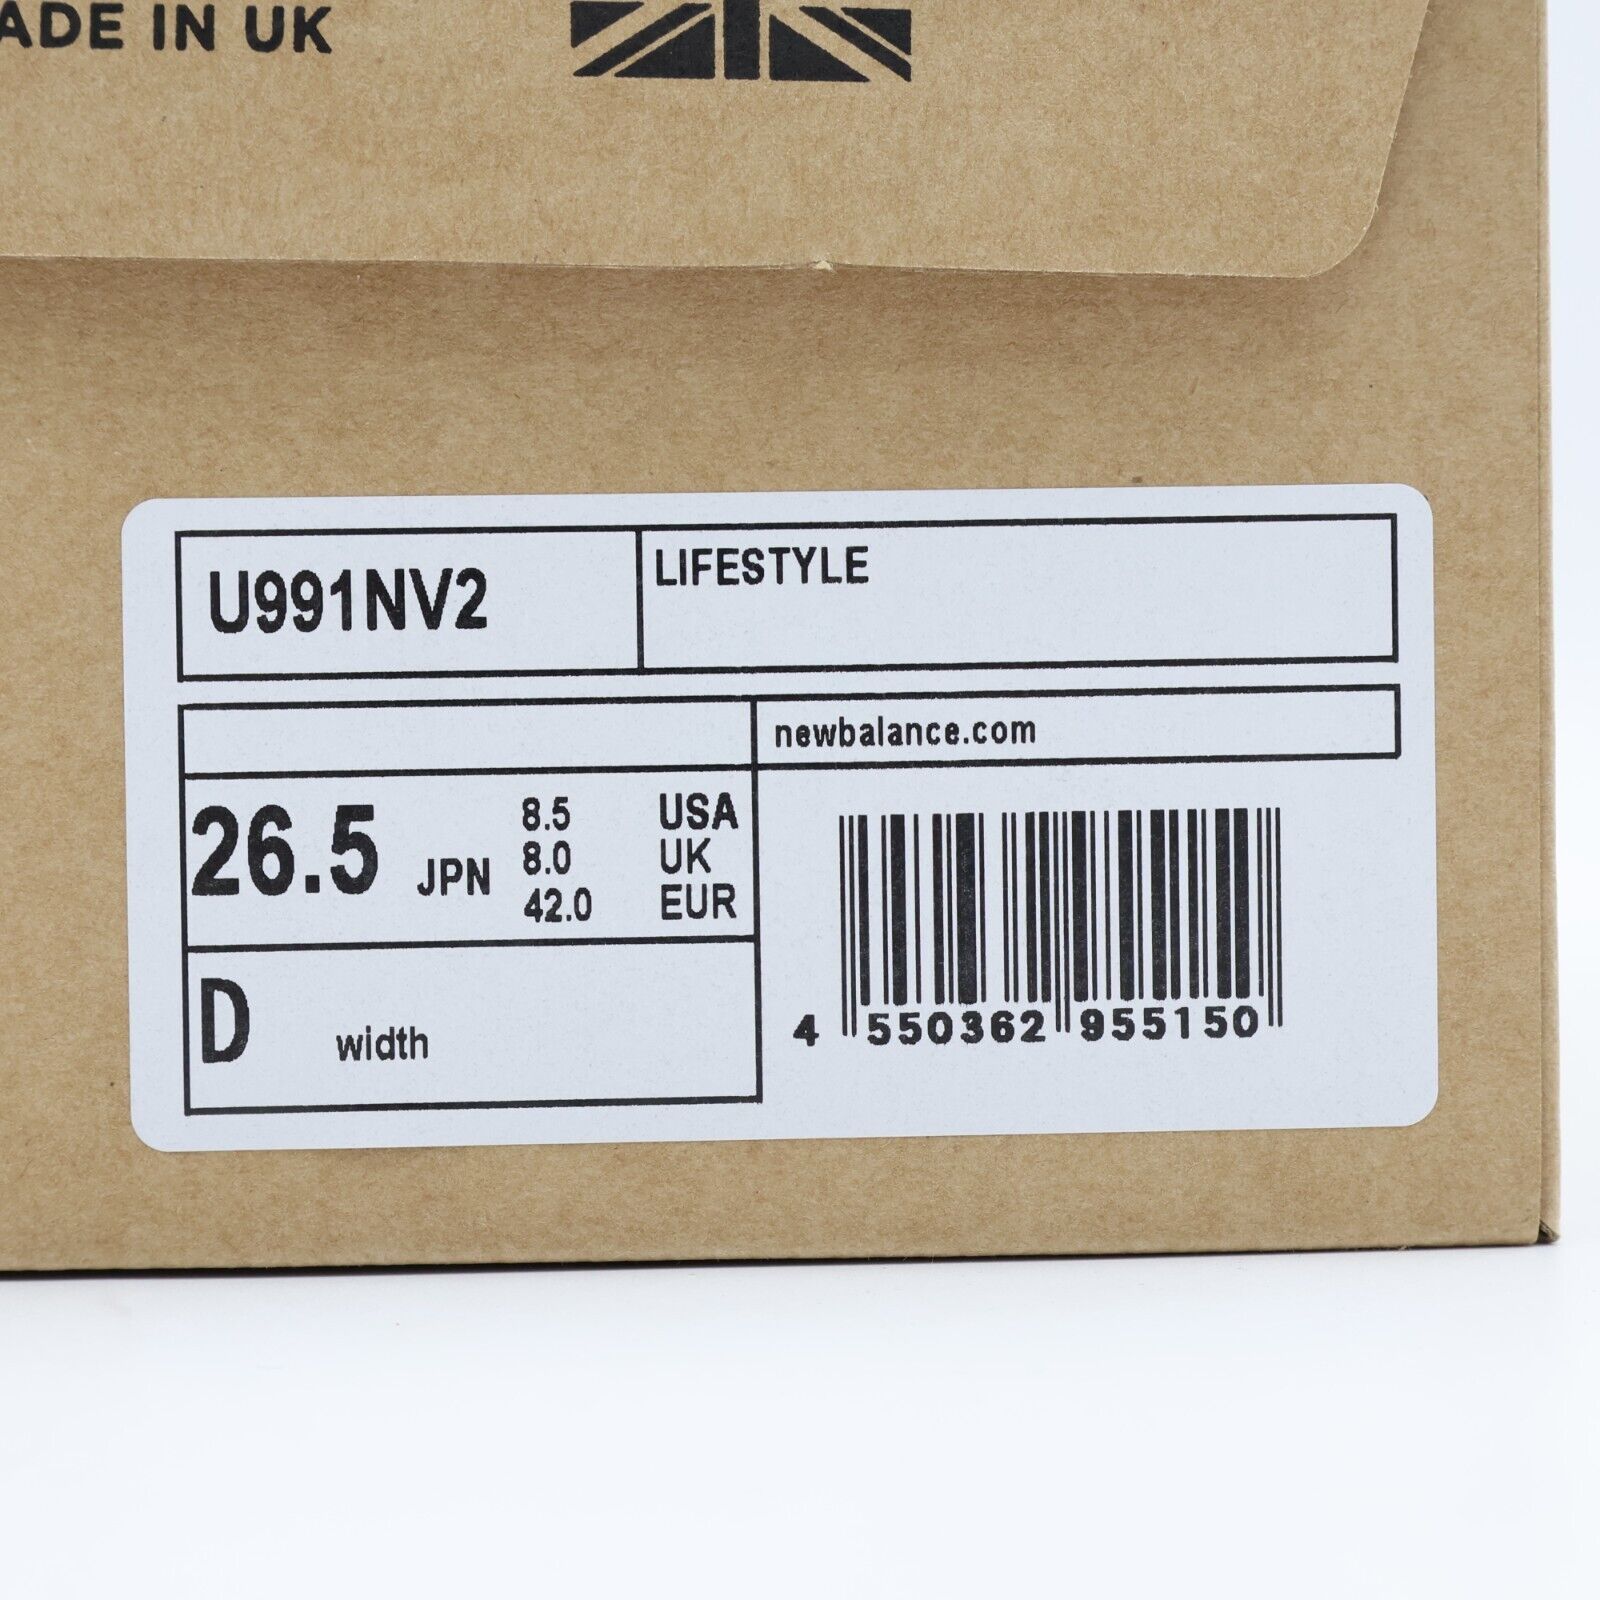 ADE IN UK
U991NV2
LIFESTYLE
newbalance.com
26.5 JPN
8.5 USA
8.0 UK
42.0 EUR
D width
4 550362 955150